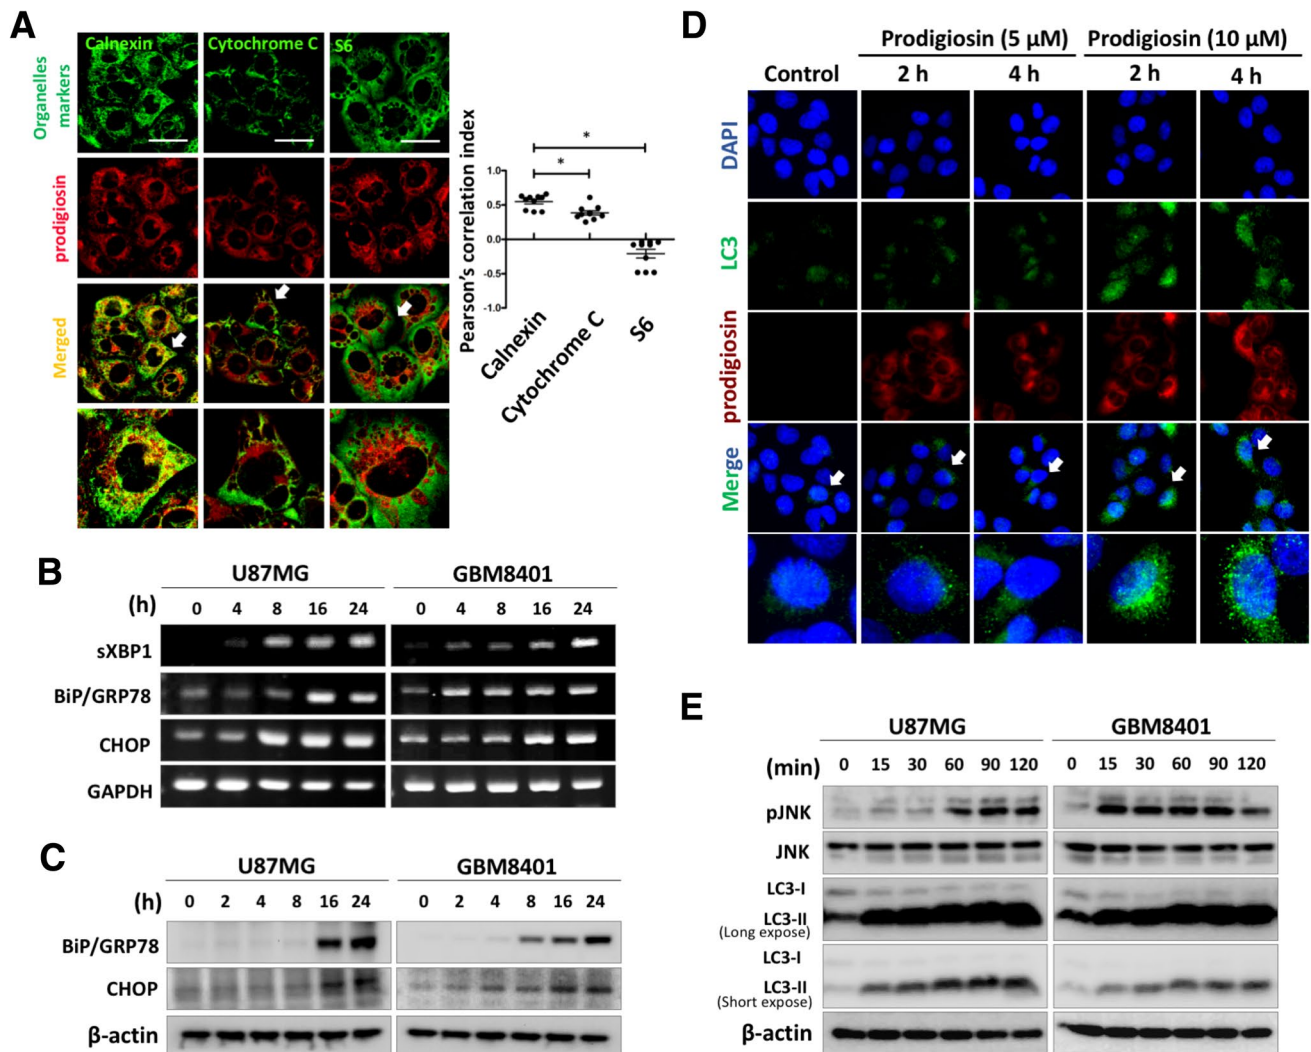 A
Calnexin Cytochrome C S6
Organelles
markers
prodigiosin
Merged
Pearson's correlation index
* 
*
1.0
0.5
0.0
-0.5
-1.0
Calnexin
Cytochrome C
S6
B
U87MG GBM8401
(h) 0 4 8 16 24 0 4 8 16 24
sXBP1
BiP/GRP78
CHOP
GAPDH
C
U87MG GBM8401
(h) 0 2 4 8 16 24 0 2 4 8 16 24
BiP/GRP78
CHOP
β-actin
D
Prodigiosin (5 μM) Prodigiosin (10 μM)
Control 2 h 4 h 2 h 4 h
DAPI
LC3
prodigiosin
Merge
E
U87MG GBM8401
(min) 0 15 30 60 90 120 0 15 30 60 90 120
pJNK
JNK
LC3-I
LC3-II
(Long expose)
LC3-I
LC3-II
(Short expose)
β-actin